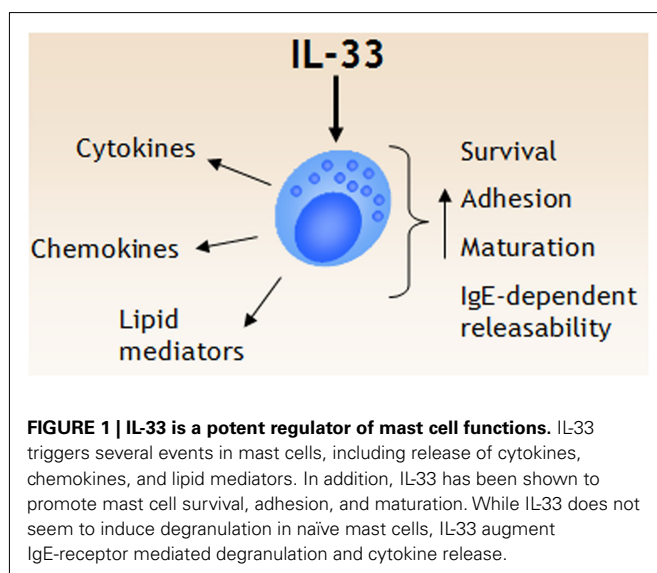 IL-33
Cytokines
Chemokines
Lipid
mediators
Survival
Adhesion
Maturation
IgE-dependent
releasability
FIGURE 1 | IL-33 is a potent regulator of mast cell functions. IL-33
triggers several events in mast cells, including release of cytokines,
chemokines, and lipid mediators. In addition, IL-33 has been shown to
promote mast cell survival, adhesion, and maturation. While IL-33 does not
seem to induce degranulation in naïve mast cells, IL-33 augment
IgE-receptor mediated degranulation and cytokine release.